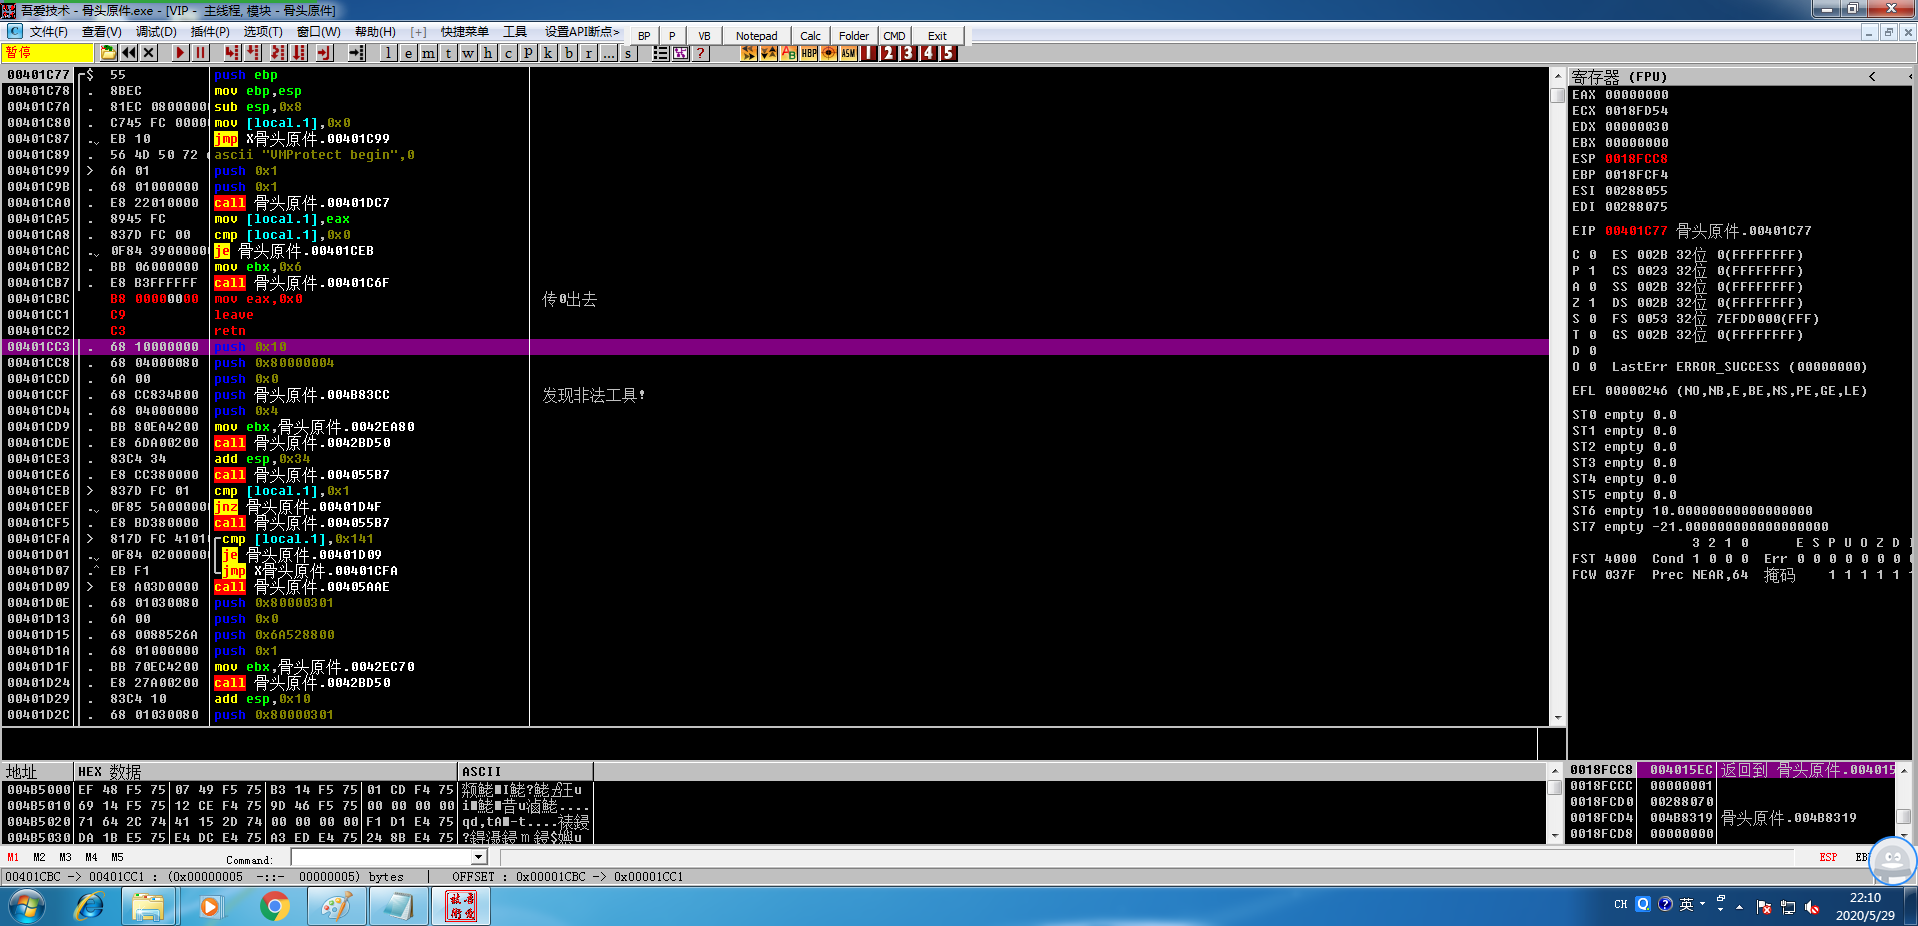 吾爱技术 - 骨头原件.exe - [VIP - 主线程, 模块 - 骨头原件]
文件(F) 查看(V) 调试(D) 插件(P) 选项(T) 窗口(W) 帮助(H) [+] 快捷菜单 工具 设置API断点> BP P VB Notepad Calc Folder CMD Exit
暂停 l e m t w h c p k b r ... s ? HBP ASM 1 2 3 4 5
00401C77 $ 55 push ebp
00401C78 . 8BEC mov ebp,esp
00401C7A . 81EC 0800000 sub esp,0x8
00401C80 . C745 FC 0000 mov [local.1],0x0
00401C87 . EB 10 jmp X骨头原件.00401C99
00401C89 . 56 4D 50 72 ascii "VMProtect begin",0
00401C99 > 6A 01 push 0x1
00401C9B . 68 01000000 push 0x1
00401CA0 . E8 22010000 call 骨头原件.00401DC7
00401CA5 . 8945 FC mov [local.1],eax
00401CA8 . 837D FC 00 cmp [local.1],0x0
00401CAC . 0F84 3900000 je 骨头原件.00401CEB
00401CB2 . BB 06000000 mov ebx,0x6
00401CB7 . E8 B3FFFFFF call 骨头原件.00401C6F
00401CBC B8 00000000 mov eax,0x0 传0出去
00401CC1 C9 leave
00401CC2 C3 retn
00401CC3 . 68 10000000 push 0x10
00401CC8 . 68 04000080 push 0x80000004
00401CCD . 6A 00 push 0x0
00401CCF . 68 CC834B00 push 骨头原件.004B83CC 发现非法工具!
00401CD4 . 68 04000000 push 0x4
00401CD9 . BB 80EA4200 mov ebx,骨头原件.0042EA80
00401CDE . E8 6DA00200 call 骨头原件.0042BD50
00401CE3 . 83C4 34 add esp,0x34
00401CE6 . E8 CC380000 call 骨头原件.004055B7
00401CEB > 837D FC 01 cmp [local.1],0x1
00401CEF . 0F85 5A00000 jnz 骨头原件.00401D4F
00401CF5 . E8 BD380000 call 骨头原件.004055B7
00401CFA > 817D FC 4101 cmp [local.1],0x141
00401D01 . 0F84 0200000 je 骨头原件.00401D09
00401D07 .^ EB F1 jmp X骨头原件.00401CFA
00401D09 > E8 A03D0000 call 骨头原件.00405AAE
00401D0E . 68 01030080 push 0x80000301
00401D13 . 6A 00 push 0x0
00401D15 . 68 0088526A push 0x6A528800
00401D1A . 68 01000000 push 0x1
00401D1F . BB 70EC4200 mov ebx,骨头原件.0042EC70
00401D24 . E8 27A00200 call 骨头原件.0042BD50
00401D29 . 83C4 10 add esp,0x10
00401D2C . 68 01030080 push 0x80000301
寄存器 (FPU) < <
EAX 00000000
ECX 0018FD54
EDX 00000030
EBX 00000000
ESP 0018FCC8
EBP 0018FCF4
ESI 00288055
EDI 00288075
EIP 00401C77 骨头原件.00401C77
C 0 ES 002B 32位 0(FFFFFFFF)
P 1 CS 0023 32位 0(FFFFFFFF)
A 0 SS 002B 32位 0(FFFFFFFF)
Z 1 DS 002B 32位 0(FFFFFFFF)
S 0 FS 0053 32位 7EFDD000(FFF)
T 0 GS 002B 32位 0(FFFFFFFF)
D 0
O 0 LastErr ERROR_SUCCESS (00000000)
EFL 00000246 (NO,NB,E,BE,NS,PE,GE,LE)
ST0 empty 0.0
ST1 empty 0.0
ST2 empty 0.0
ST3 empty 0.0
ST4 empty 0.0
ST5 empty 0.0
ST6 empty 10.000000000000000
ST7 empty -21.000000000000000000
3 2 1 0 E S P U O Z D I
FST 4000 Cond 1 0 0 0 Err 0 0 0 0 0 0 0 0
FCW 037F Prec NEAR,64 掩码 1 1 1 1 1 1
地址 HEX 数据 ASCII
004B5000 EF 48 F5 75 07 49 F5 75 B3 14 F5 75 01 CD F4 75
004B5010 69 14 F5 75 12 CE F4 75 9D 46 F5 75 00 00 00 00
004B5020 71 64 2C 74 41 15 2D 74 00 00 00 00 F1 D1 E4 75
004B5030 DA 1B E5 75 E4 DC E4 75 A3 ED E4 75 24 8B E4 75
0018FCC8 004015EC 返回到 骨头原件.004015
0018FCCC 00000001
0018FCD0 00288070
0018FCD4 004B8319 骨头原件.004B8319
0018FCD8 00000000
M1 M2 M3 M4 M5 Command: ESP EB
00401CBC -> 00401CC1 : (0x00000005 -::- 00000005) bytes OFFSET : 0x00001CBC -> 0x00001CC1
CH 英 22:10
2020/5/29